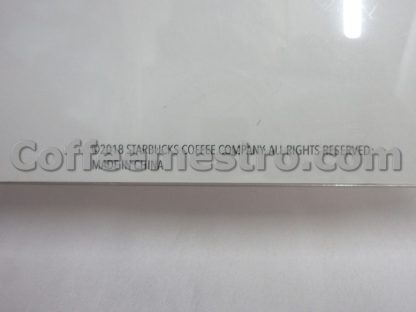 ©2018 STARBUCKS COFFEE COMPANY. ALL RIGHTS RESERVED.
Coffeemestro.com
MADE IN CHINA